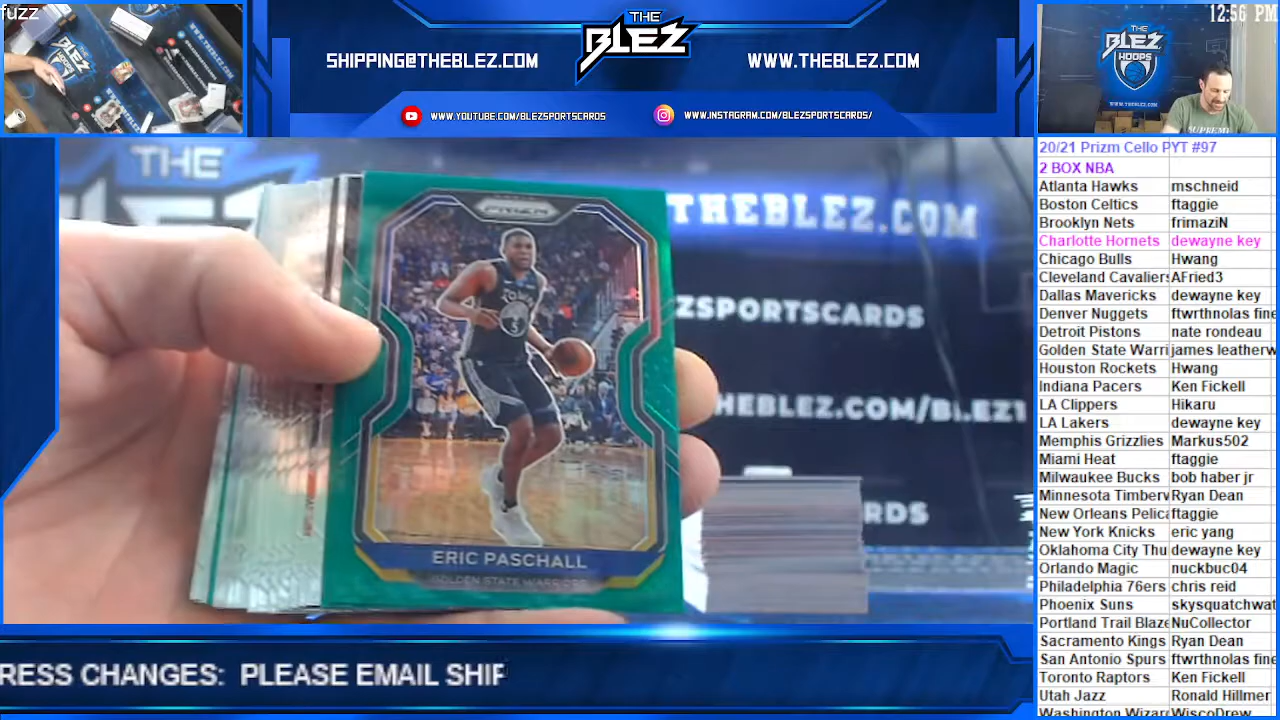 fuzz
THE
BLEZ
SHIPPING@THEBLEZ.COM
WWW.THEBLEZ.COM
WWW.YOUTUBE.COM/BLEZSPORTSCARDS
WWW.INSTAGRAM.COM/BLEZSPORTSCARDS/
12:56 PM
THE
BLEZ
HOOPS
WWW.THEBLEZ.COM
SUPREME
THE
THEBLEZ.COM
ZSPORTSCARDS
HEBLEZ.COM/BLEZ1
RDS
PRIZM
5
ERIC PASCHALL
GOLDEN STATE WARRIORS
20/21 Prizm Cello PYT #97
2 BOX NBA
Atlanta Hawks mschneid
Boston Celtics ftaggie
Brooklyn Nets frimaziN
Charlotte Hornets dewayne key
Chicago Bulls Hwang
Cleveland Cavaliers AFried3
Dallas Mavericks dewayne key
Denver Nuggets ftwrthnolas fine
Detroit Pistons nate rondeau
Golden State Warri james leatherw
Houston Rockets Hwang
Indiana Pacers Ken Fickell
LA Clippers Hikaru
LA Lakers dewayne key
Memphis Grizzlies Markus502
Miami Heat ftaggie
Milwaukee Bucks bob haber jr
Minnesota Timberv Ryan Dean
New Orleans Pelica ftaggie
New York Knicks eric yang
Oklahoma City Thu dewayne key
Orlando Magic nuckbuc04
Philadelphia 76ers chris reid
Phoenix Suns skysquatchwat
Portland Trail Blaze NuCollector
Sacramento Kings Ryan Dean
San Antonio Spurs ftwrthnolas fine
Toronto Raptors Ken Fickell
Utah Jazz Ronald Hillmer
Washington Wizard WiscoDrew
RESS CHANGES: PLEASE EMAIL SHIP